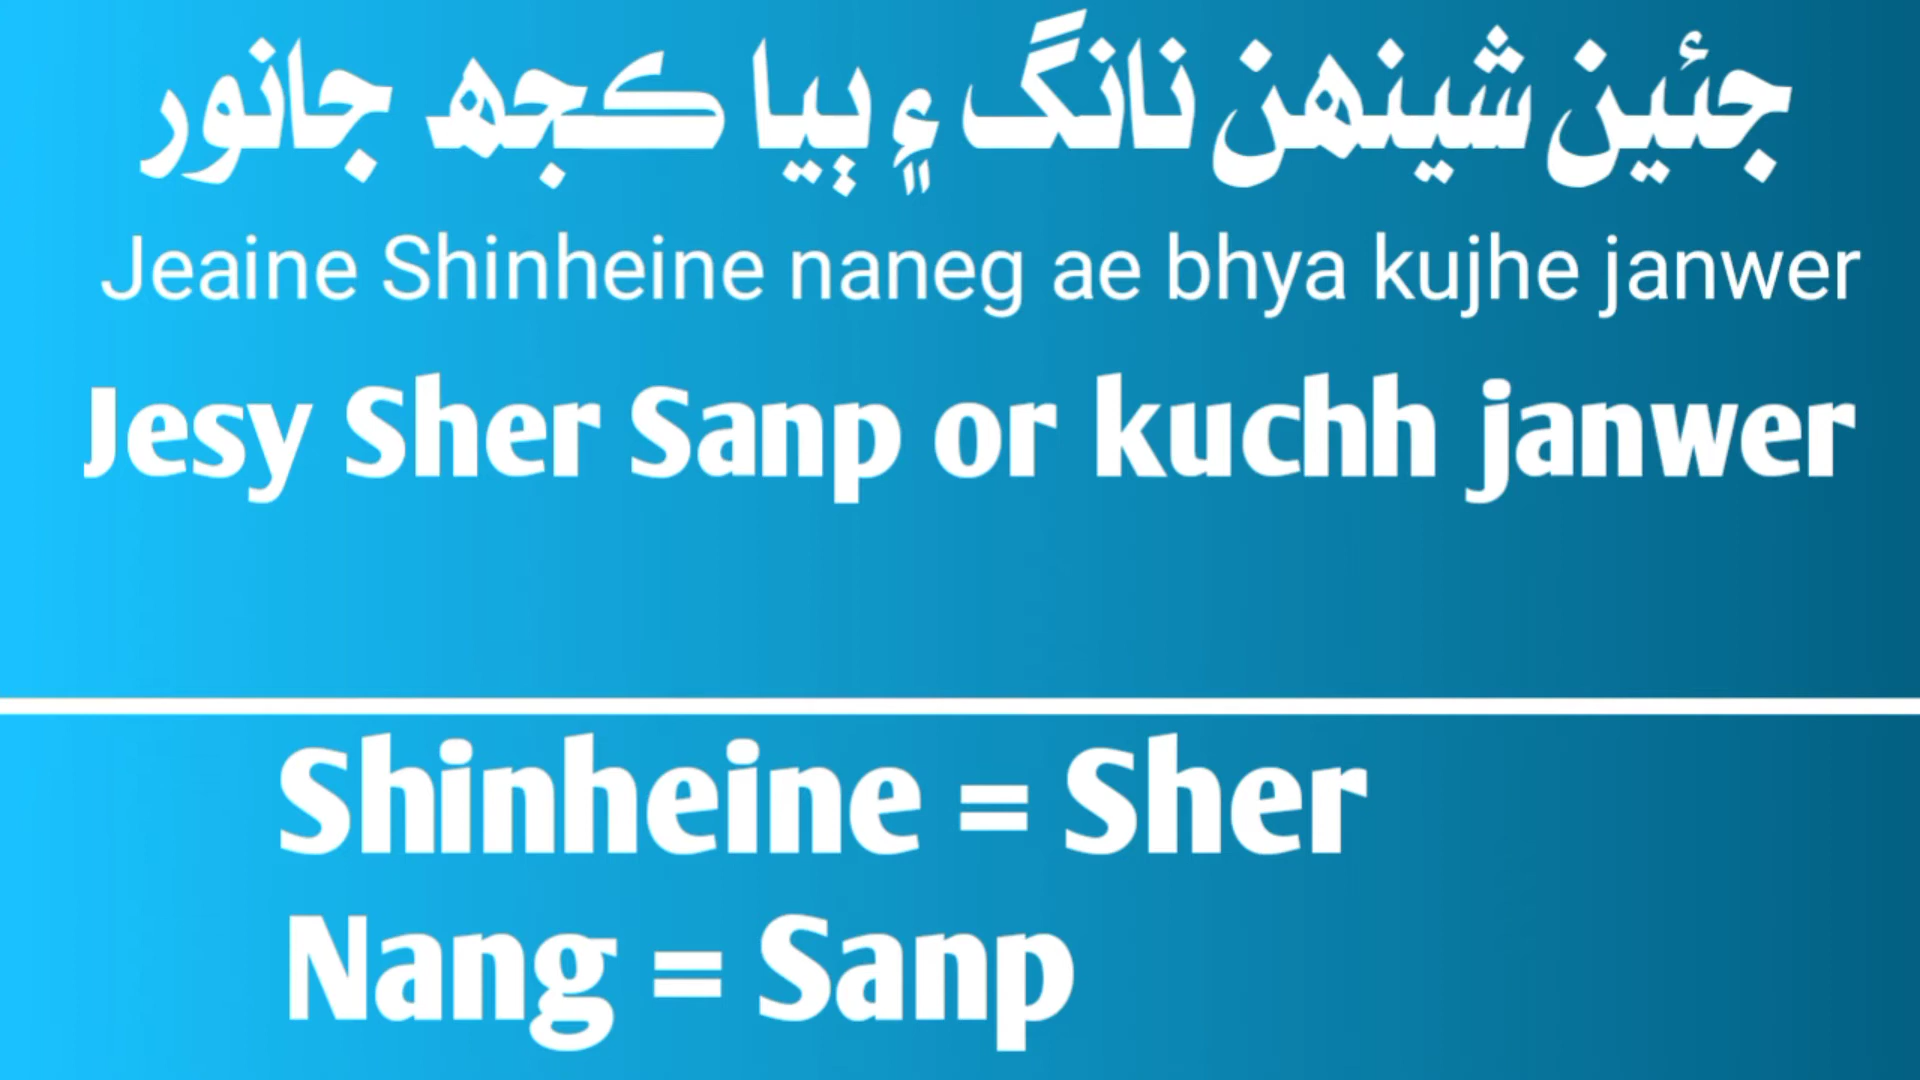 جئين شينهن نانگ ۽ ٻيا ڪجھ جانور
Jeaine Shinheine naneg ae bhya kujhe janwer
Jesy Sher Sanp or kuchh janwer
Shinheine = Sher
Nang = Sanp